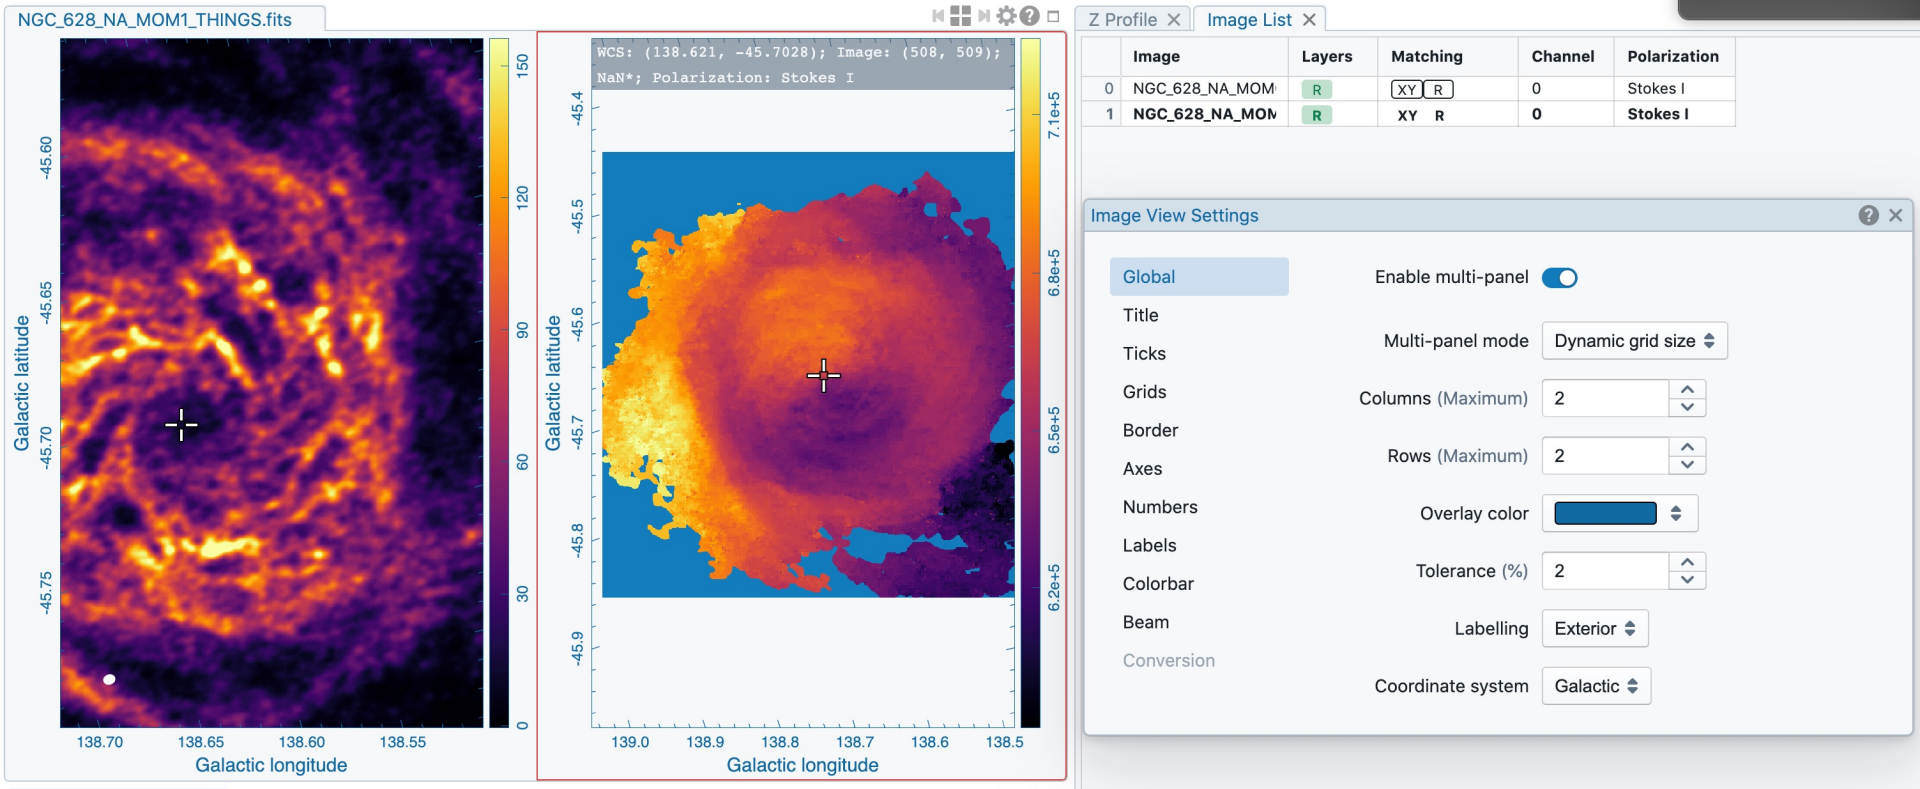 NGC_628_NA_MOM1_THINGS.fits
Z Profile
Image List
WCS: (138.621, -45.7028); Image: (508, 509);
NaN*; Polarization: Stokes I
Galactic latitude
-45.60
-45.65
-45.70
-45.75
150
120
90
60
30
0
138.70
138.65
138.60
138.55
Galactic longitude
Galactic latitude
-45.4
-45.5
-45.6
-45.7
-45.8
-45.9
7.1e+5
6.8e+5
6.5e+5
6.2e+5
139.0
138.9
138.8
138.7
138.6
138.5
Galactic longitude
Image Layers Matching Channel Polarization
0 NGC_628_NA_MOM R XY R 0 Stokes I
1 NGC_628_NA_MOM R XY R 0 Stokes I
Image View Settings
Global
Title
Ticks
Grids
Border
Axes
Numbers
Labels
Colorbar
Beam
Conversion
Enable multi-panel
Multi-panel mode Dynamic grid size
Columns (Maximum) 2
Rows (Maximum) 2
Overlay color
Tolerance (%) 2
Labelling Exterior
Coordinate system Galactic